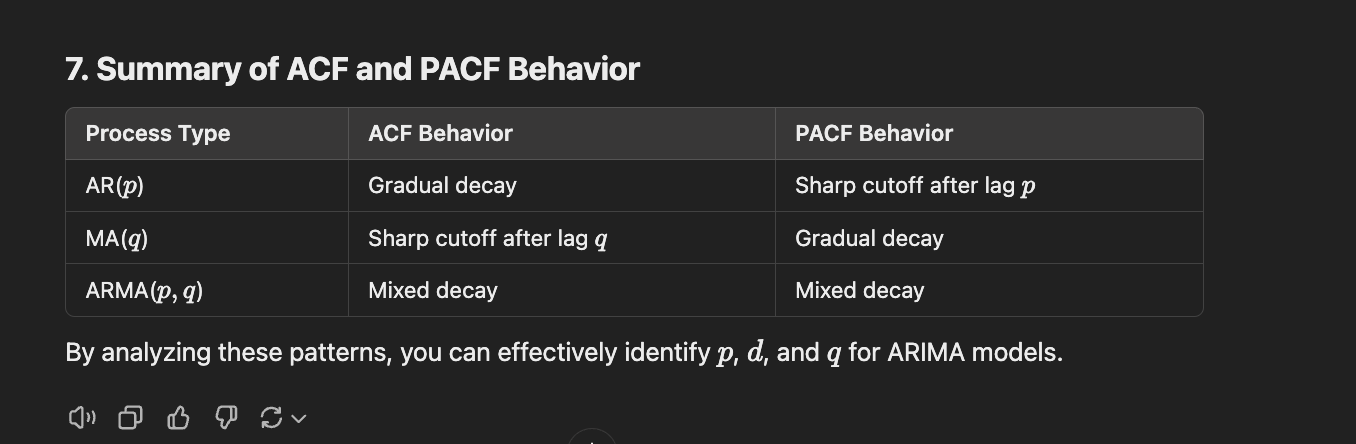 7. Summary of ACF and PACF Behavior
Process Type ACF Behavior PACF Behavior
AR(p) Gradual decay Sharp cutoff after lag p
MA(q) Sharp cutoff after lag q Gradual decay
ARMA(p, q) Mixed decay Mixed decay
By analyzing these patterns, you can effectively identify p, d, and q for ARIMA models.